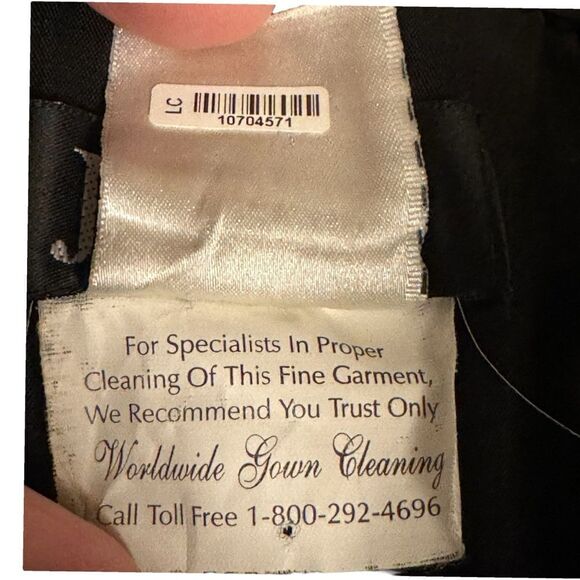 LC
10704571
J
For Specialists In Proper
Cleaning Of This Fine Garment,
We Recommend You Trust Only
Worldwide Gown Cleaning
Call Toll Free 1-800-292-4696